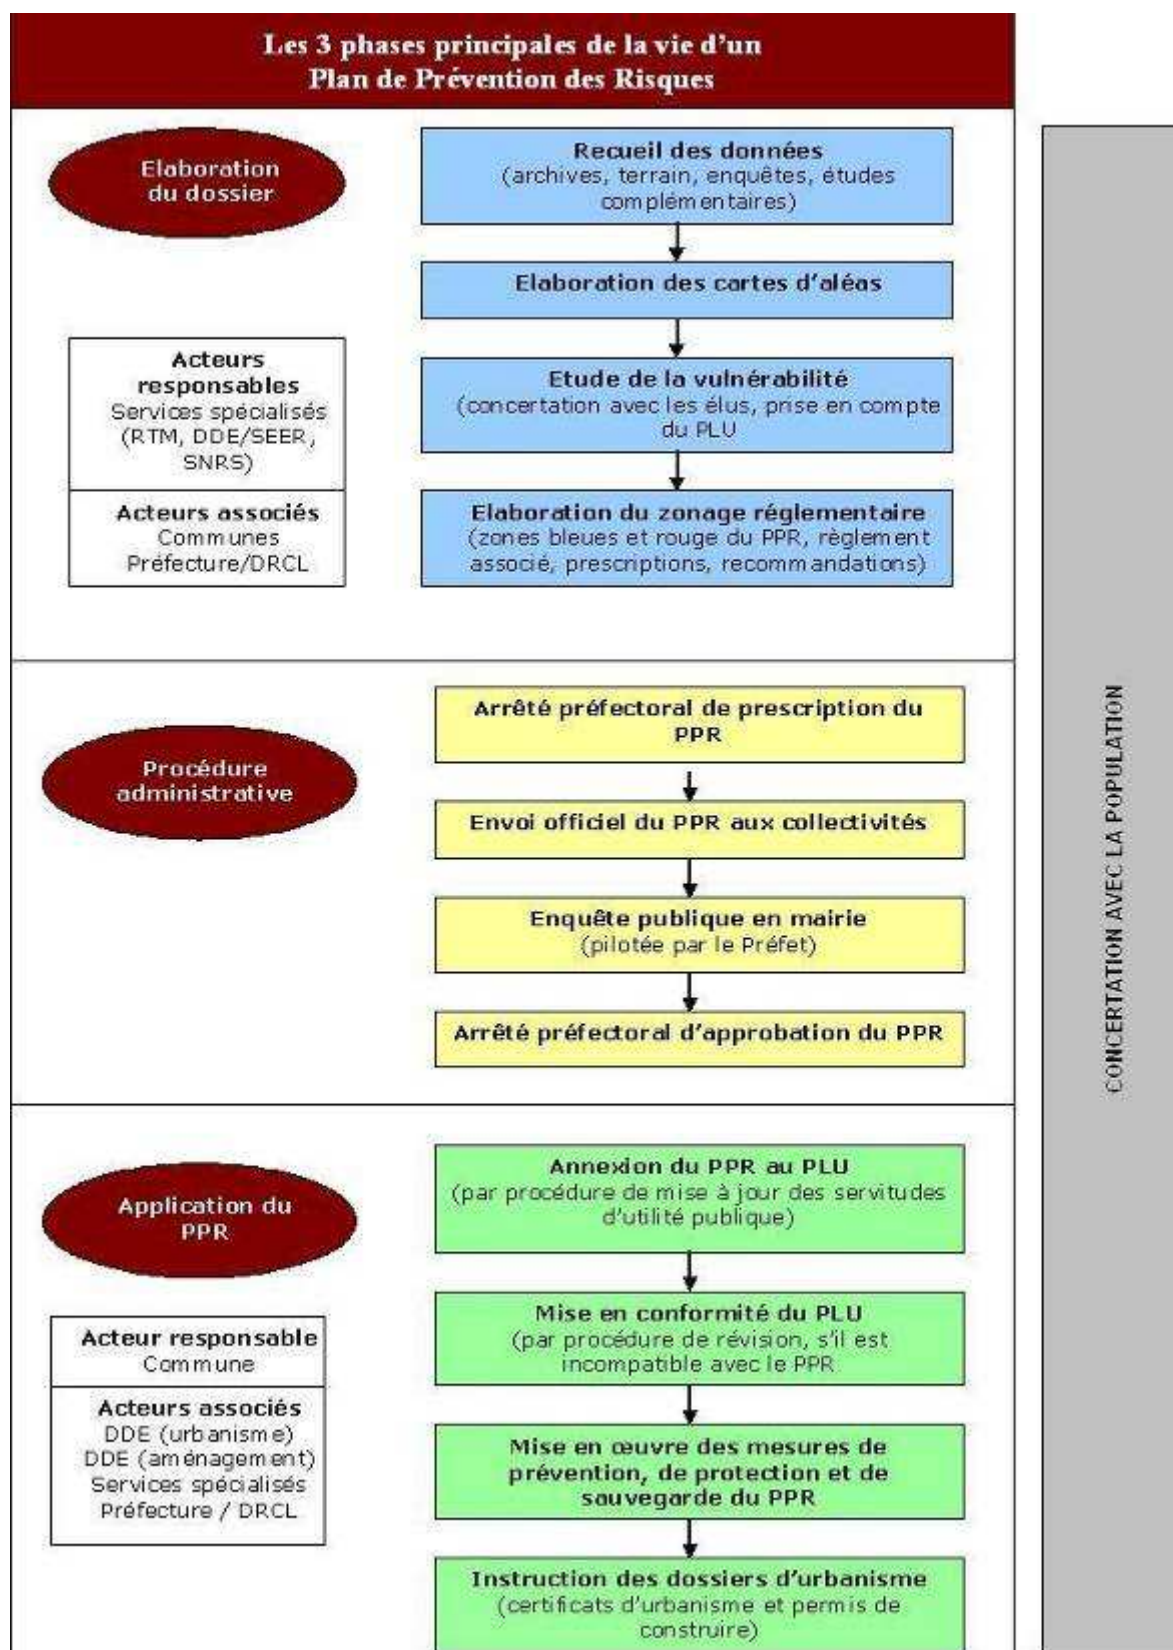 Les 3 phases principales de la vie d'un
Plan de Prévention des Risques
Elaboration
du dossier
Recueil des données
(archives, terrain, enquêtes, études
complémentaires)
Elaboration des cartes d'aléas
Acteurs
responsables
Services spécialisés
(RTM, DDE/SEER,
SNRS)
Acteurs associés
Communes
Préfecture/DRCL
Etude de la vulnérabilité
(concertation avec les élus, prise en compte
du PLU
Elaboration du zonage réglementaire
(zones bleues et rouge du PPR, règlement
associé, prescriptions, recommandations)
Procédure
administrative
Arrêté préfectoral de prescription du
PPR
Envoi officiel du PPR aux collectivités
Enquête publique en mairie
(pilotée par le Préfet)
Arrêté préfectoral d'approbation du PPR
Application du
PPR
Acteur responsable
Commune
Acteurs associés
DDE (urbanisme)
DDE (aménagement)
Services spécialisés
Préfecture / DRCL
Annexion du PPR au PLU
(par procédure de mise à jour des servitudes
d'utilité publique)
Mise en conformité du PLU
(par procédure de révision, s'il est
incompatible avec le PPR
Mise en œuvre des mesures de
prévention, de protection et de
sauvegarde du PPR
Instruction des dossiers d'urbanisme
(certificats d'urbanisme et permis de
construire)
CONCERTATION AVEC LA POPULATION